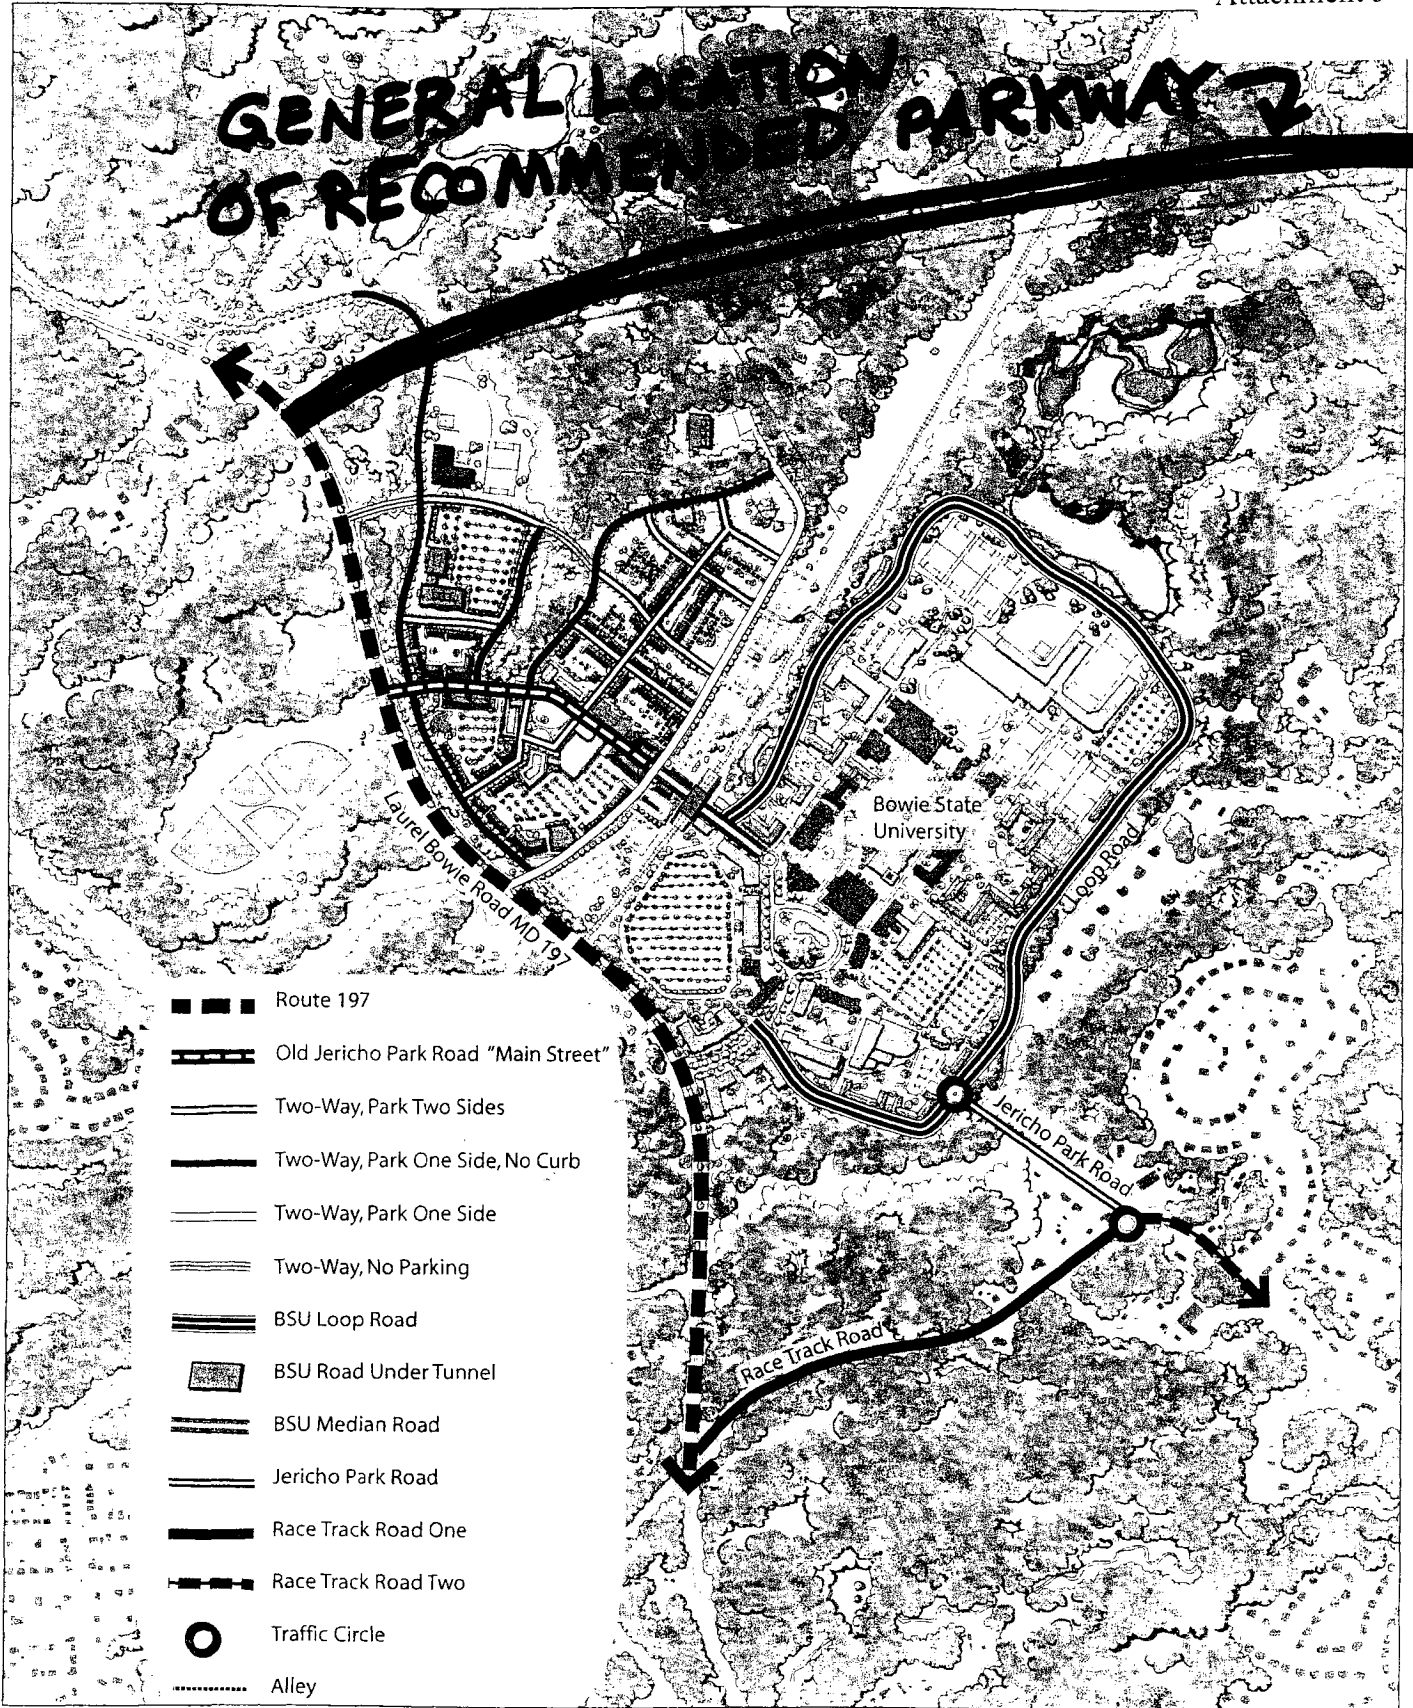 GENERAL LOCATION
OF RECOMMENDED PARKWAY
Bowie State
University
Loop Road
Laurel Bowie Road MD 197
Jericho Park Road
Race Track Road
Route 197
Old Jericho Park Road "Main Street"
Two-Way, Park Two Sides
Two-Way, Park One Side, No Curb
Two-Way, Park One Side
Two-Way, No Parking
BSU Loop Road
BSU Road Under Tunnel
BSU Median Road
Jericho Park Road
Race Track Road One
Race Track Road Two
Traffic Circle
Alley